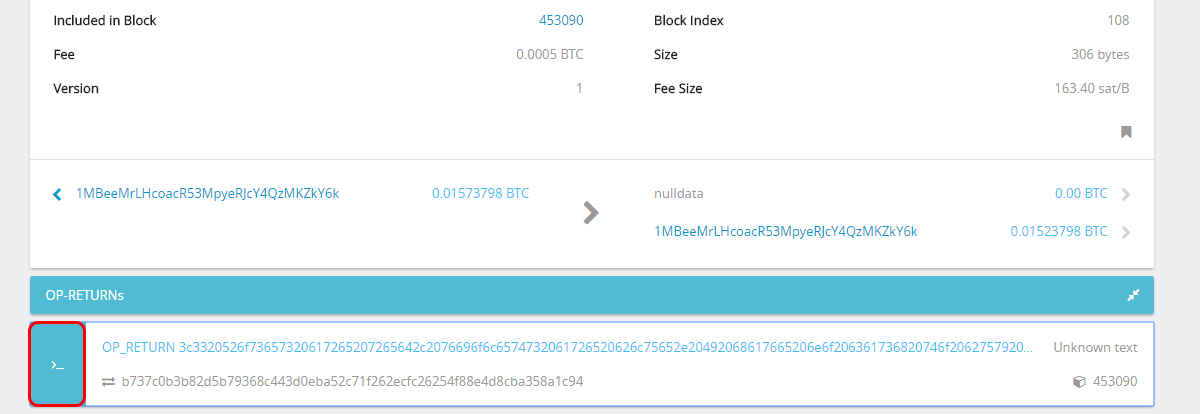 Included in Block 453090 Block Index 108
Fee 0.0005 BTC Size 306 bytes
Version 1 Fee Size 163.40 sat/B
1MBeeMrLHcoacR53MpyeRJcY4QzMKZkY6k 0.01573798 BTC nulldata 0.00 BTC
1MBeeMrLHcoacR53MpyeRJcY4QzMKZkY6k 0.01523798 BTC
OP-RETURNs
OP_RETURN 3c3320526f73657320617265207265642c2076696f6c6574732061726520626c75652e20492068617665206e6f206361736820746f2062757920... Unknown text
b737c0b3b82d5b79368c443d0eba52c71f262ecfc26254f88e4d8cba358a1c94 453090